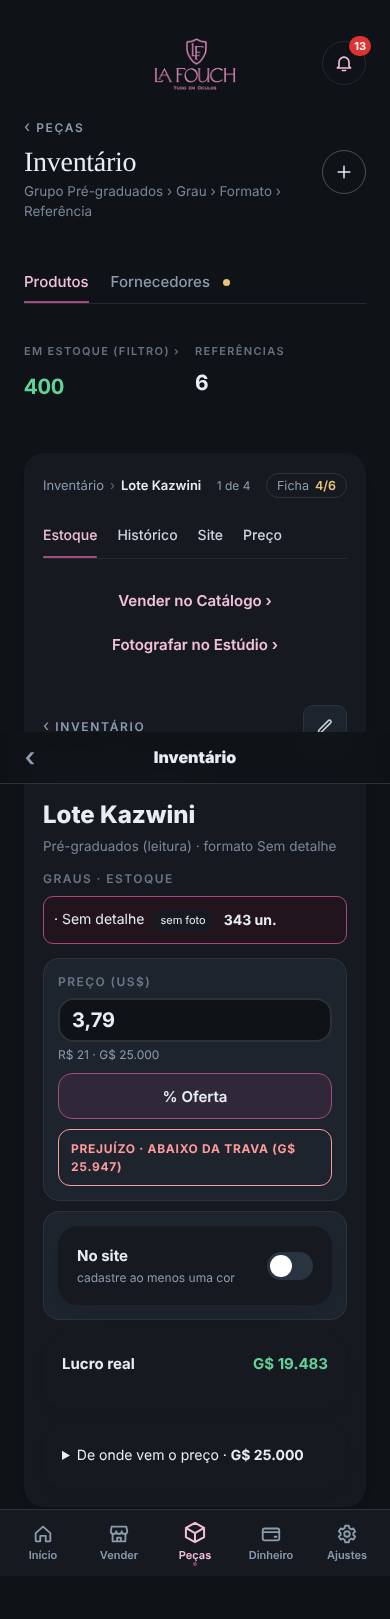 LF
LA FOUCH
Tudo em Óculos
13
‹ PEÇAS
Inventário
Grupo Pré-graduados › Grau › Formato ›
Referência
+
Produtos Fornecedores
EM ESTOQUE (FILTRO) › REFERÊNCIAS
400 6
Inventário › Lote Kazwini 1 de 4 Ficha 4/6
Estoque Histórico Site Preço
Vender no Catálogo ›
Fotografar no Estúdio ›
‹ INVENTÁRIO
‹ Inventário
Lote Kazwini
Pré-graduados (leitura) · formato Sem detalhe
GRAUS · ESTOQUE
· Sem detalhe sem foto 343 un.
PREÇO (US$)
3,79
R$ 21 · G$ 25.000
% Oferta
PREJUÍZO · ABAIXO DA TRAVA (G$
25.947)
No site
cadastre ao menos uma cor
Lucro real G$ 19.483
▶ De onde vem o preço · G$ 25.000
Início Vender Peças Dinheiro Ajustes